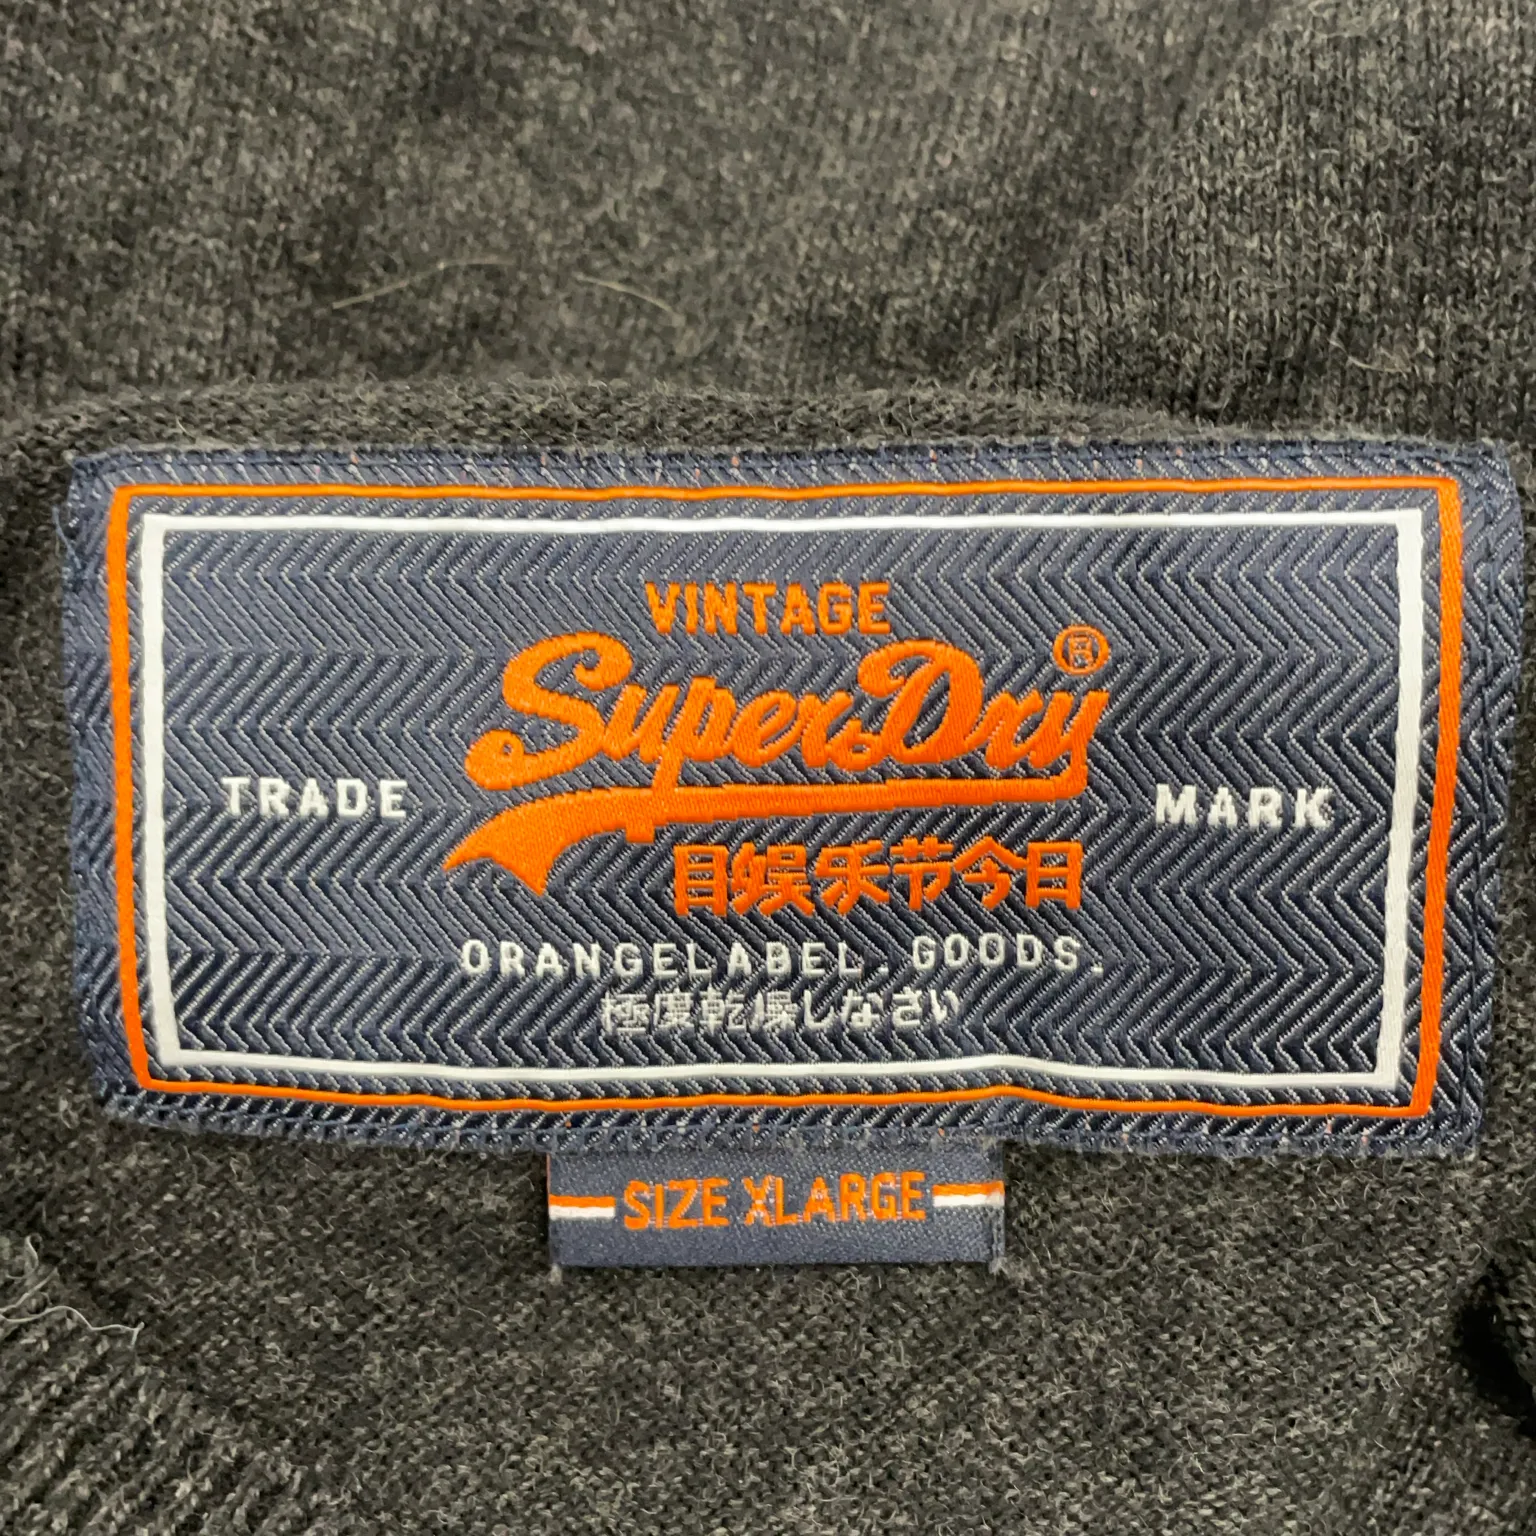 VINTAGE
SuperDry®
TRADE MARK
目娱乐节今日
ORANGELABEL. GOODS.
極度乾燥しなさい
SIZE XLARGE